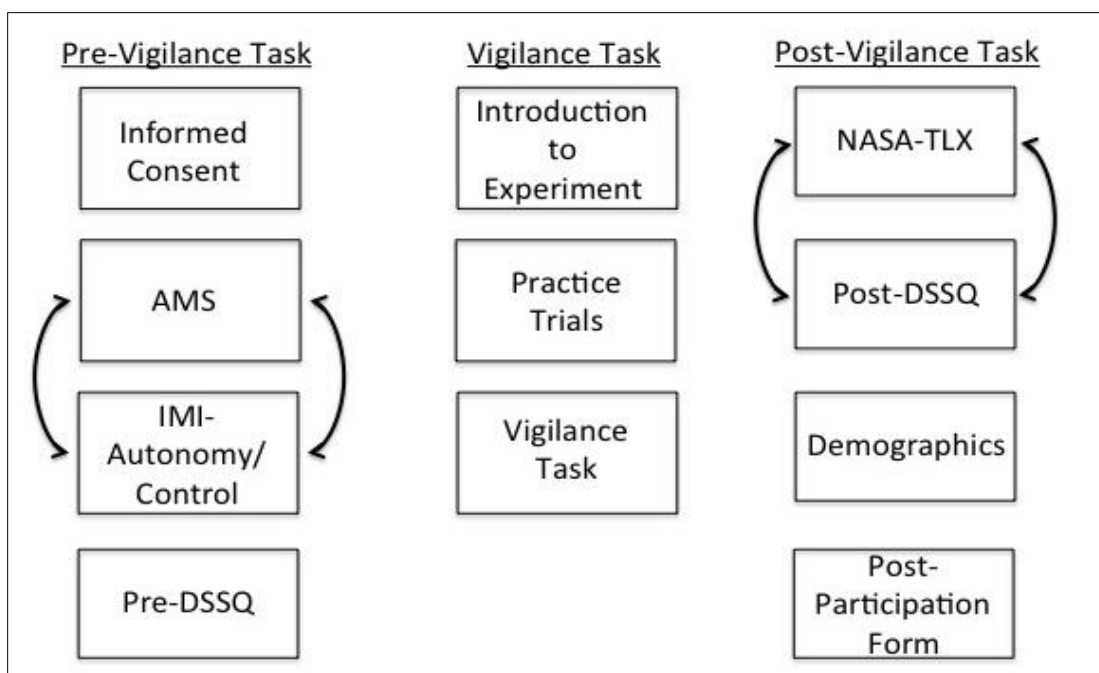 Pre-Vigilance Task
Informed
Consent
AMS
IMI-
Autonomy/
Control
Pre-DSSQ
Vigilance Task
Introduction
to
Experiment
Practice
Trials
Vigilance
Task
Post-Vigilance Task
NASA-TLX
Post-DSSQ
Demographics
Post-
Participation
Form